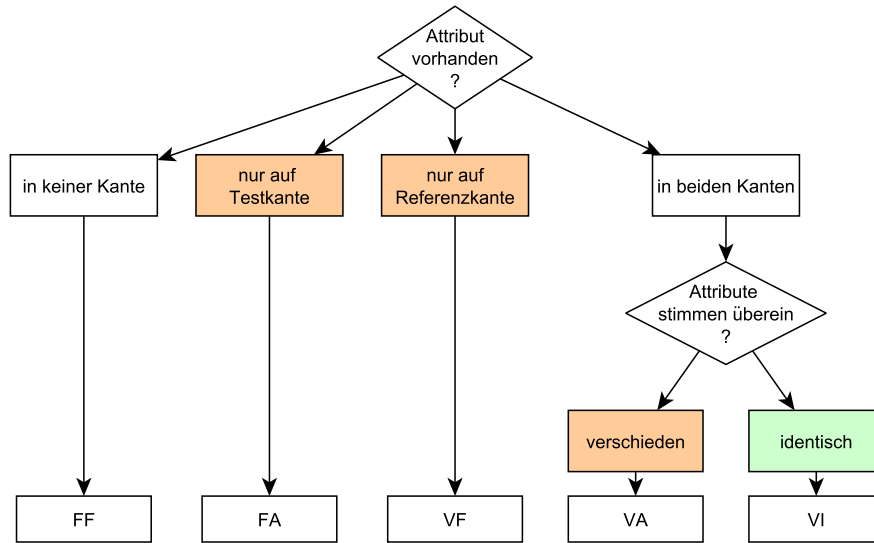 Attribut
vorhanden
?
in keiner Kante
nur auf
Testkante
nur auf
Referenzkante
in beiden Kanten
Attribute
stimmen überein
?
verschieden
identisch
FF
FA
VF
VA
VI